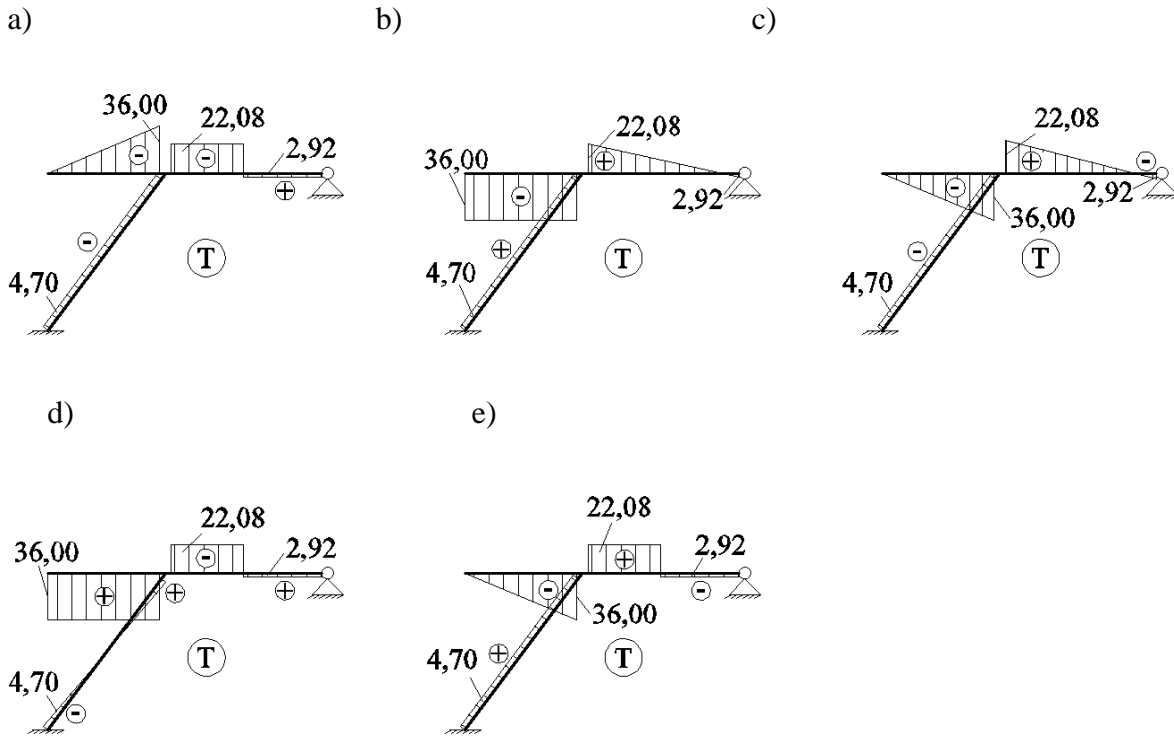 a) b) c)
36,00 22,08 2,92 - - + - 4,70 T
36,00 22,08 2,92 + - + 4,70 T
22,08 2,92 36,00 + - - - 4,70 T
d) e)
36,00 22,08 2,92 - + + + 4,70 - T
22,08 2,92 36,00 + - - + 4,70 T